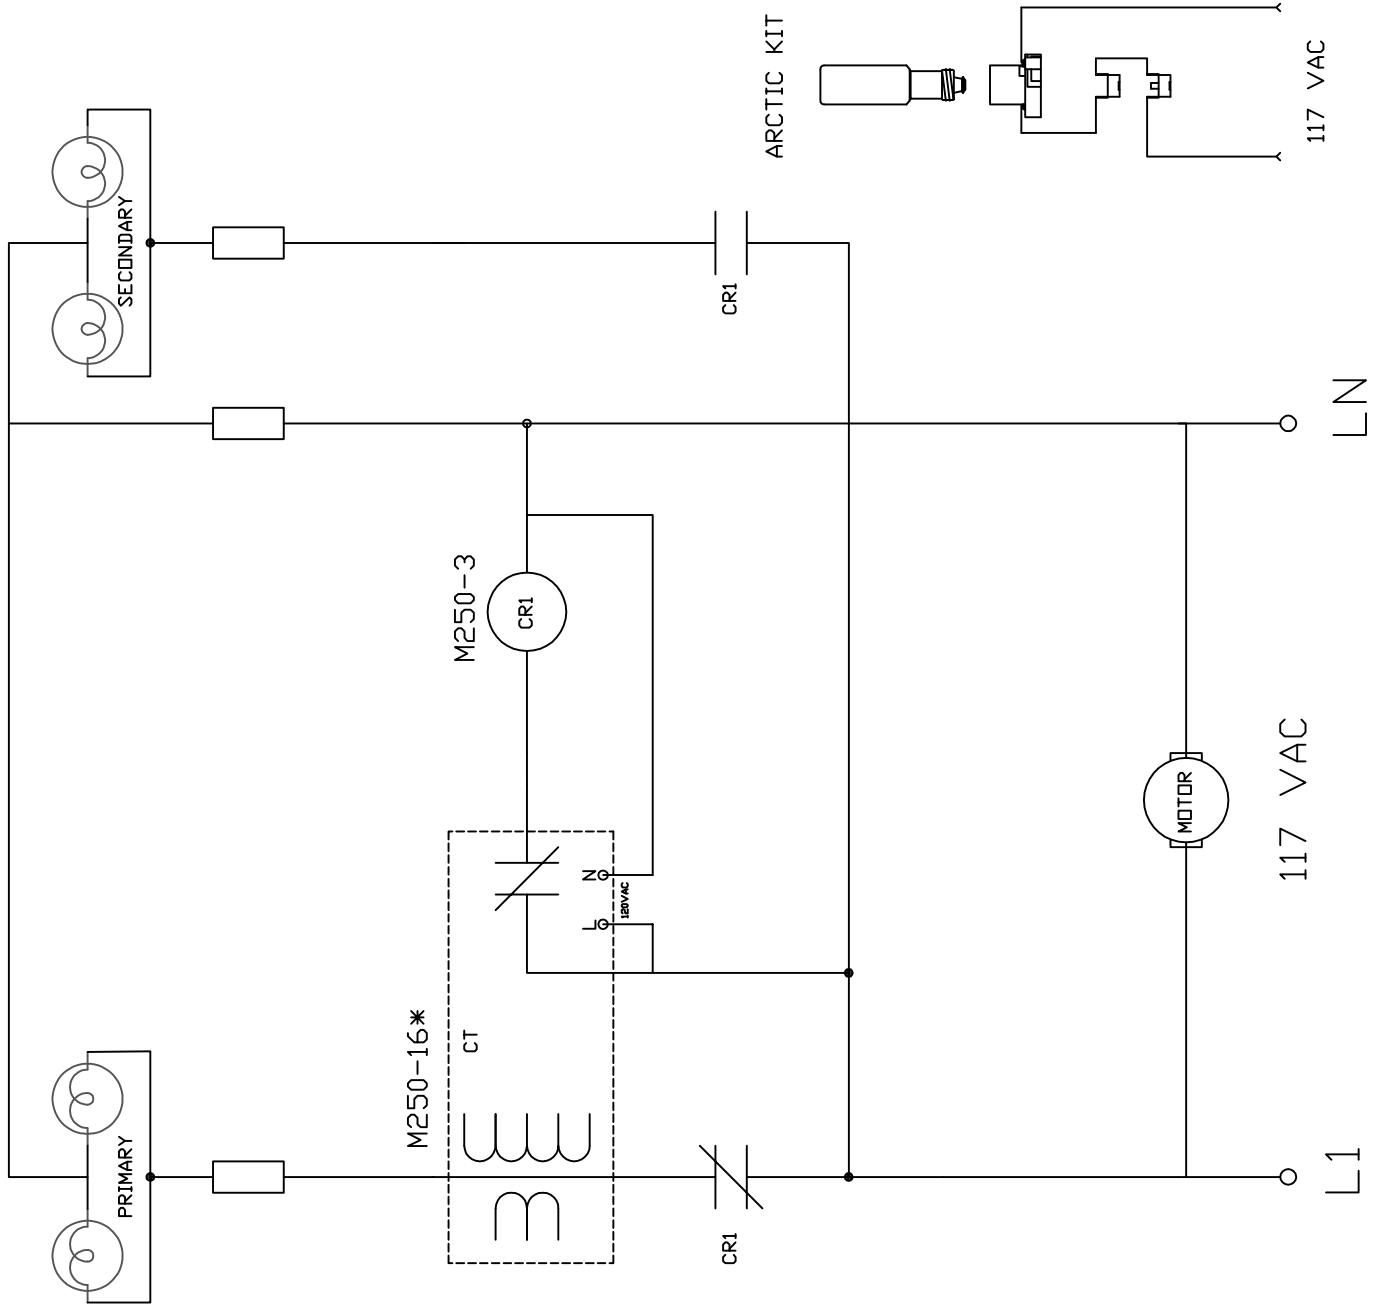 PRIMARY
SECONDARY
M250-16*
CT
L
N
120VAC
M250-3
CR1
CR1
CR1
MOTOR
117 VAC
L1
LN
ARCTIC KIT
117 VAC